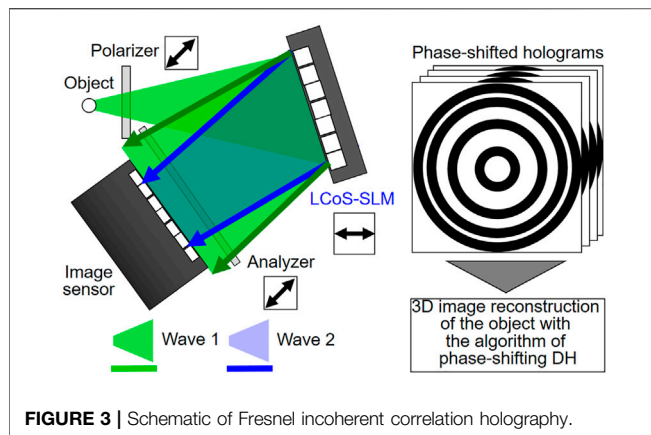 Polarizer
Object
LCoS-SLM
Analyzer
Image
sensor
Wave 1
Wave 2
Phase-shifted holograms
3D image reconstruction
of the object with
the algorithm of
phase-shifting DH
FIGURE 3 | Schematic of Fresnel incoherent correlation holography.